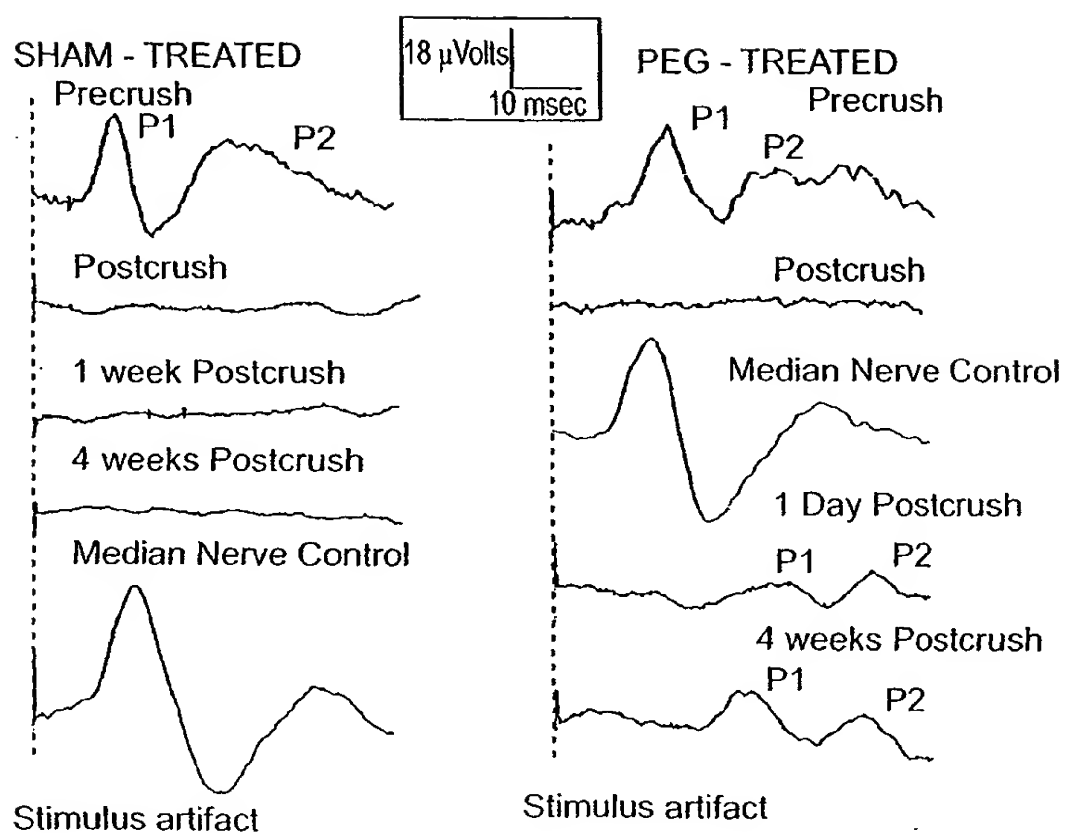 SHAM - TREATED
Precrush
P1
P2
Postcrush
1 week Postcrush
4 weeks Postcrush
Median Nerve Control
Stimulus artifact
18 µVolts
10 msec
PEG - TREATED
Precrush
P1
P2
Postcrush
Median Nerve Control
1 Day Postcrush
P1
P2
4 weeks Postcrush
P1
P2
Stimulus artifact